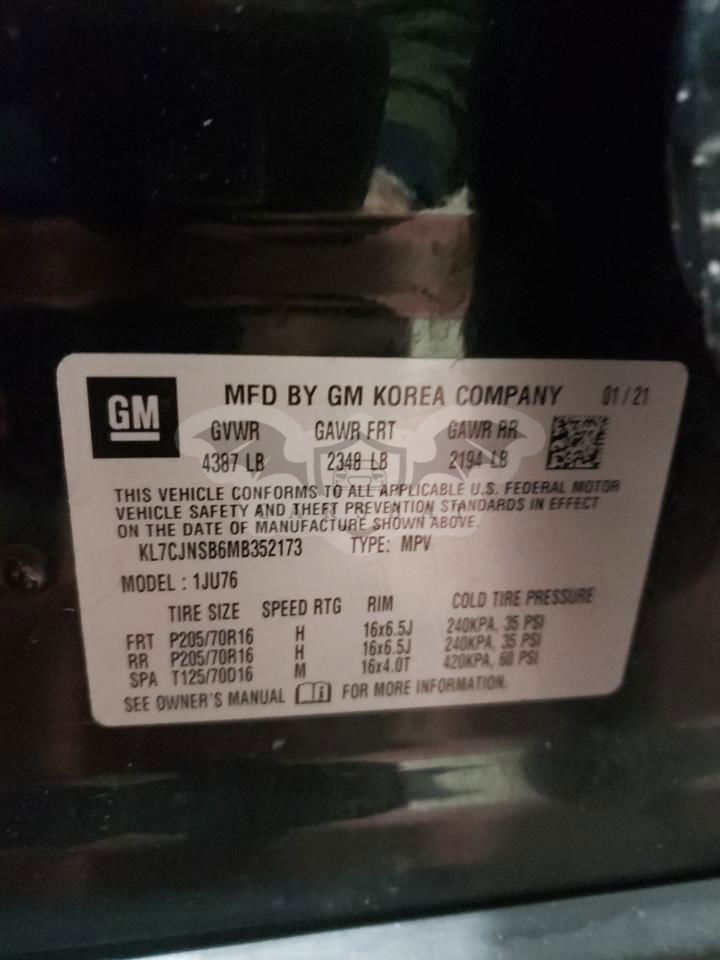 GM MFD BY GM KOREA COMPANY 01/21
GVWR GAWR FRT GAWR RR
4387 LB 2348 LB 2194 LB
THIS VEHICLE CONFORMS TO ALL APPLICABLE U.S. FEDERAL MOTOR
VEHICLE SAFETY AND THEFT PREVENTION STANDARDS IN EFFECT
ON THE DATE OF MANUFACTURE SHOWN ABOVE.
KL7CJNSB6MB352173 TYPE: MPV
MODEL : 1JU76
TIRE SIZE SPEED RTG RIM COLD TIRE PRESSURE
FRT P205/70R16 H 16x6.5J 240KPA, 35 PSI
RR P205/70R16 H 16x6.5J 240KPA, 35 PSI
SPA T125/70D16 M 16x4.0T 420KPA, 60 PSI
SEE OWNER'S MANUAL FOR MORE INFORMATION.